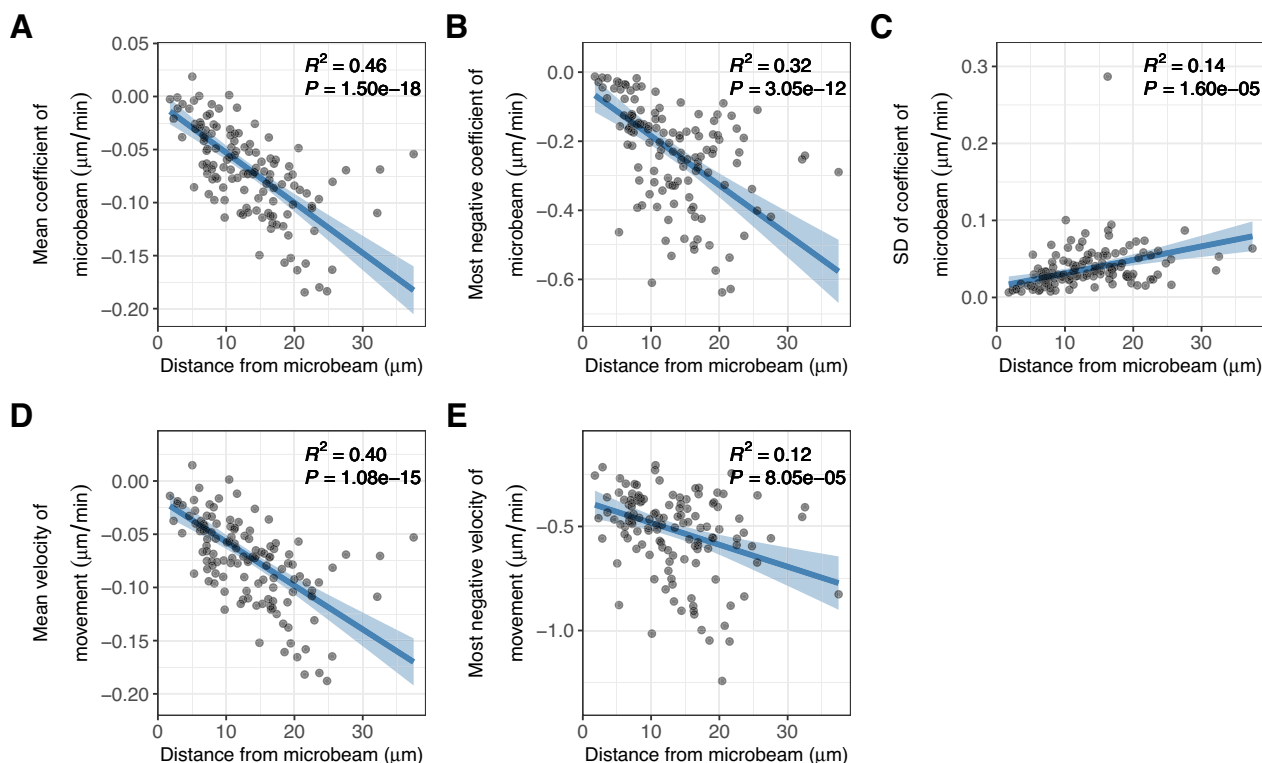 A
Mean coefficient of
microbeam (μm/min)
0.05
0.00
−0.05
−0.10
−0.15
−0.20
R² = 0.46
P = 1.50e−18
0 10 20 30
Distance from microbeam (μm)
B
Most negative coefficient of
microbeam (μm/min)
0.0
−0.2
−0.4
−0.6
R² = 0.32
P = 3.05e−12
0 10 20 30
Distance from microbeam (μm)
C
SD of coefficient of
microbeam (μm/min)
0.3
0.2
0.1
0.0
R² = 0.14
P = 1.60e−05
0 10 20 30
Distance from microbeam (μm)
D
Mean velocity of
movement (μm/min)
0.00
−0.05
−0.10
−0.15
−0.20
R² = 0.40
P = 1.08e−15
0 10 20 30
Distance from microbeam (μm)
E
Most negative velocity of
movement (μm/min)
−0.5
−1.0
R² = 0.12
P = 8.05e−05
0 10 20 30
Distance from microbeam (μm)